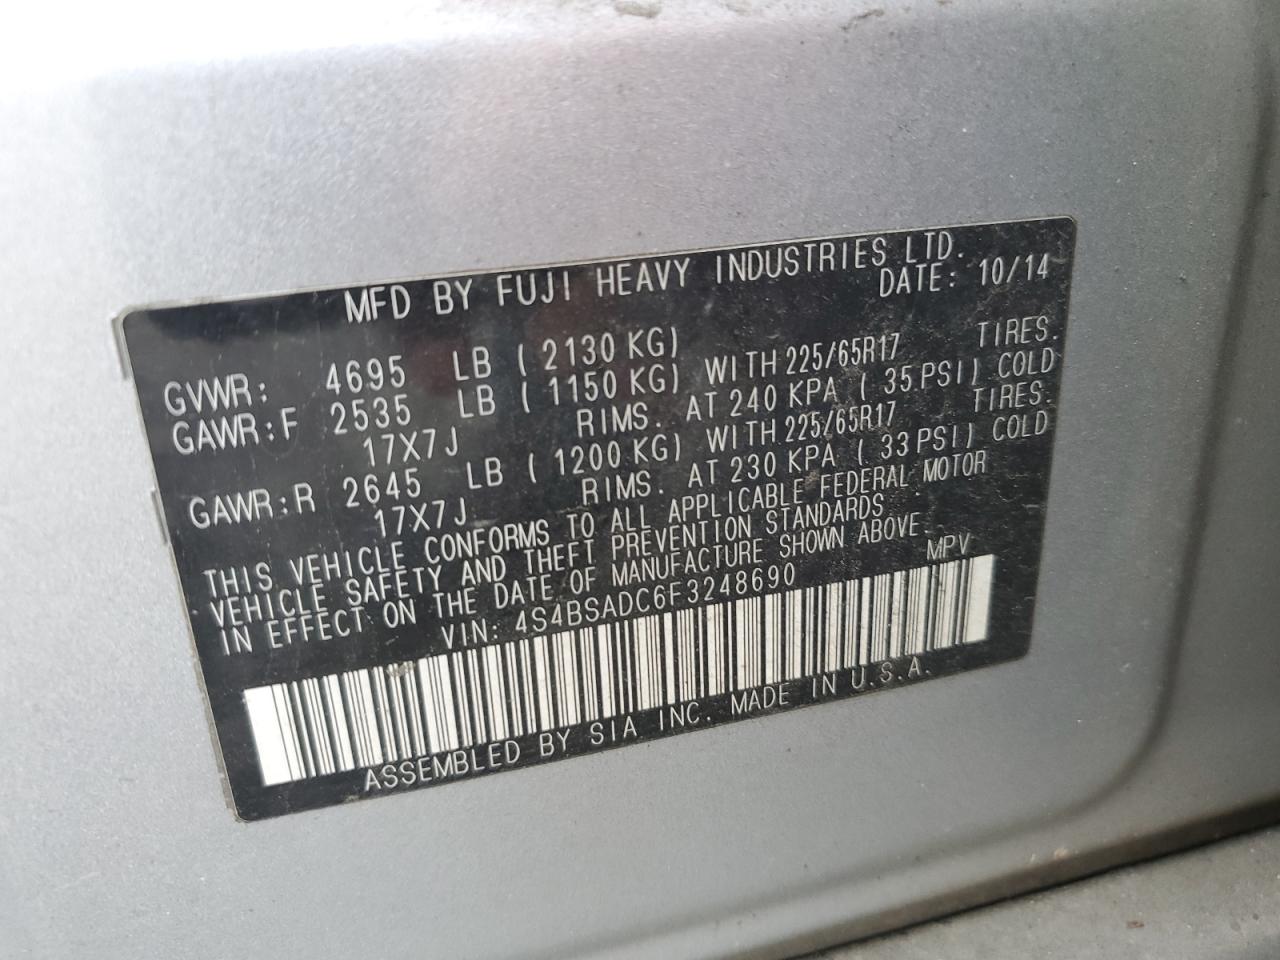 MFD BY FUJI HEAVY INDUSTRIES LTD.
DATE: 10/14
GVWR: 4695 LB ( 2130 KG)
GAWR:F 2535 LB ( 1150 KG) WITH 225/65R17 TIRES.
17X7J RIMS. AT 240 KPA ( 35 PSI) COLD
GAWR:R 2645 LB ( 1200 KG) WITH 225/65R17 TIRES.
17X7J RIMS. AT 230 KPA ( 33 PSI) COLD
THIS VEHICLE CONFORMS TO ALL APPLICABLE FEDERAL MOTOR
VEHICLE SAFETY AND THEFT PREVENTION STANDARDS
IN EFFECT ON THE DATE OF MANUFACTURE SHOWN ABOVE.
VIN: 4S4BSADC6F3248690 MPV
ASSEMBLED BY SIA INC. MADE IN U.S.A.